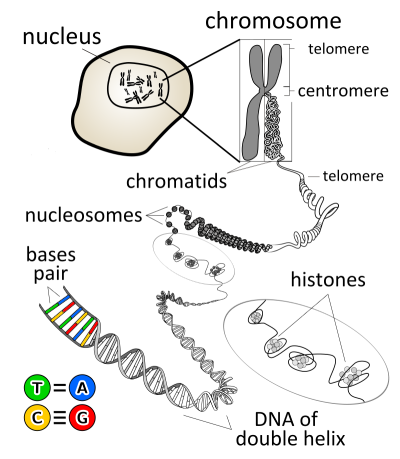 chromosome
nucleus
telomere
centromere
chromatids
telomere
nucleosomes
bases
pair
histones
T = A
C ≡ G
DNA of
double helix